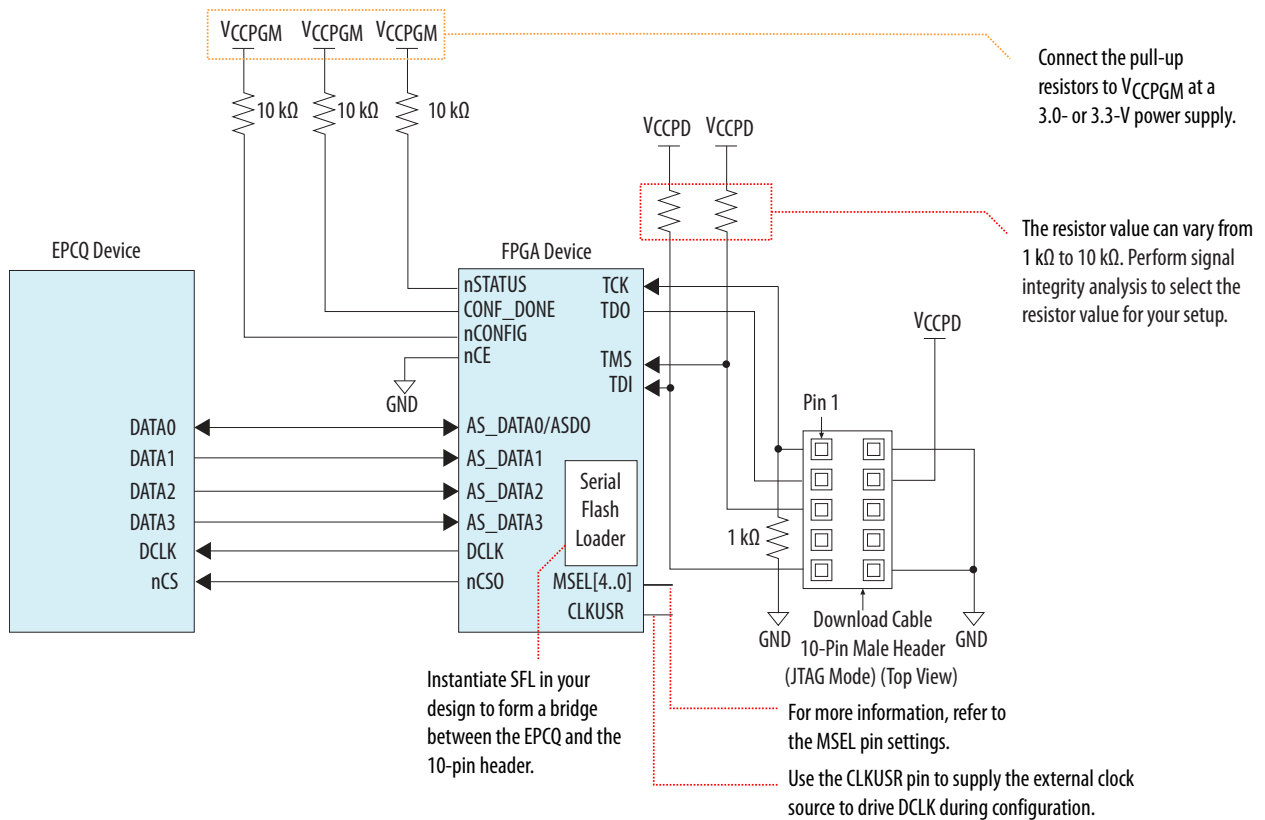 VCCPGM VCCPGM VCCPGM
10 kΩ 10 kΩ 10 kΩ
Connect the pull-up
resistors to VCCPGM at a
3.0- or 3.3-V power supply.
VCCPD VCCPD
The resistor value can vary from
1 kΩ to 10 kΩ. Perform signal
integrity analysis to select the
resistor value for your setup.
EPCQ Device
DATA0
DATA1
DATA2
DATA3
DCLK
nCS
FPGA Device
nSTATUS
CONF_DONE
nCONFIG
nCE
GND
AS_DATA0/ASDO
AS_DATA1
AS_DATA2
AS_DATA3
DCLK
nCSO
TCK
TDO
TMS
TDI
Serial
Flash
Loader
MSEL[4..0]
CLKUSR
VCCPD
Pin 1
1 kΩ
GND
GND
Download Cable
10-Pin Male Header
(JTAG Mode) (Top View)
Instantiate SFL in your
design to form a bridge
between the EPCQ and the
10-pin header.
For more information, refer to
the MSEL pin settings.
Use the CLKUSR pin to supply the external clock
source to drive DCLK during configuration.